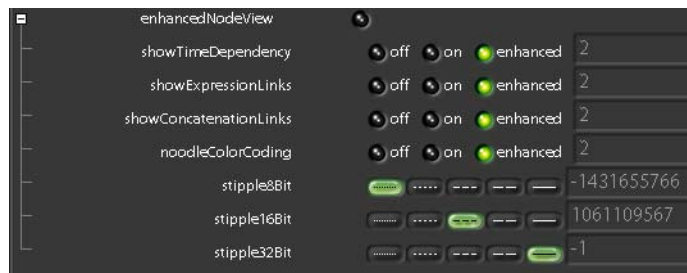 enhancedNodeView
showTimeDependency off on enhanced 2
showExpressionLinks off on enhanced 2
showConcatenationLinks off on enhanced 2
noodleColorCoding off on enhanced 2
stipple8Bit -1431655766
stipple16Bit 1061109567
stipple32Bit -1